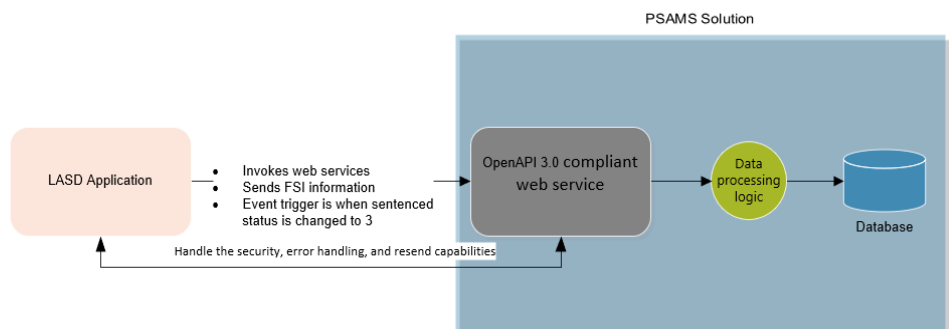 PSAMS Solution
LASD Application
• Invokes web services
• Sends FSI information
• Event trigger is when sentenced
status is changed to 3
OpenAPI 3.0 compliant
web service
Data
processing
logic
Database
Handle the security, error handling, and resend capabilities